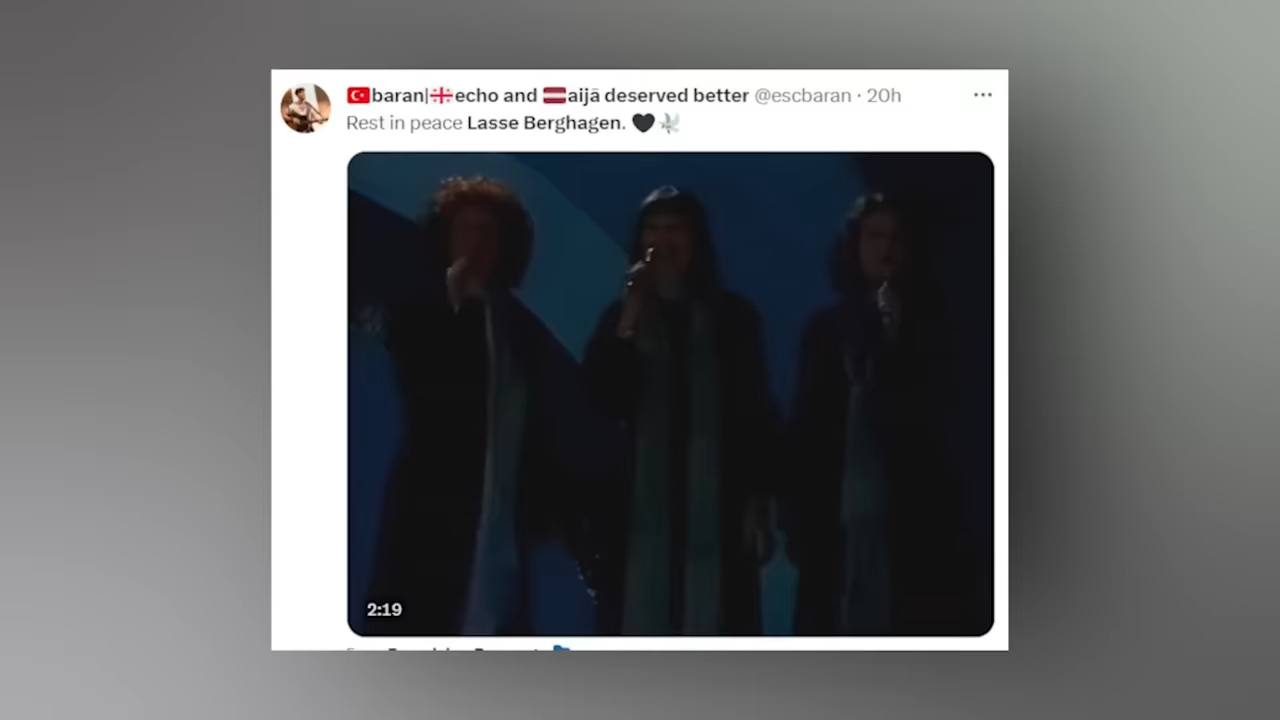 🇹🇷baran|🇬🇪echo and 🇱🇻aijā deserved better @escbaran · 20h
Rest in peace Lasse Berghagen. 🖤🕊
2:19